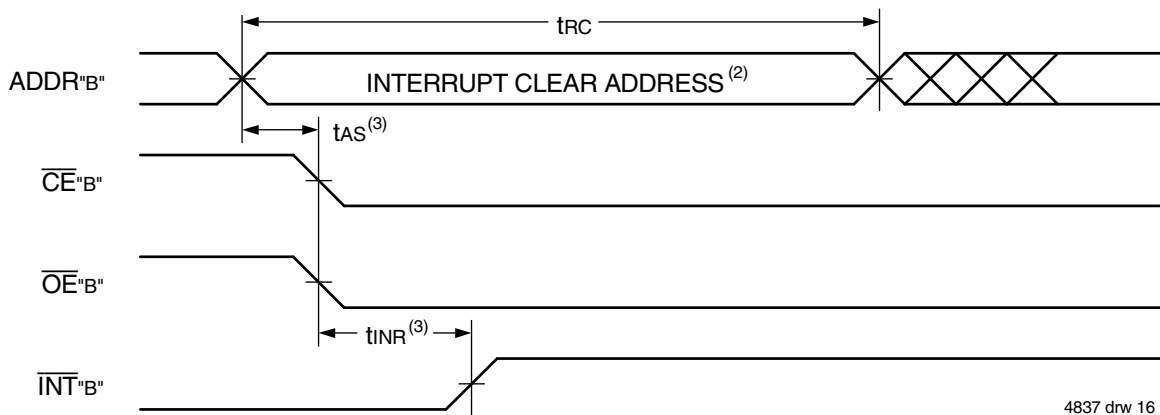 tRC
ADDR"B"
INTERRUPT CLEAR ADDRESS(2)
tAS(3)
CE"B"
OE"B"
tINR(3)
INT"B"
4837 drw 16